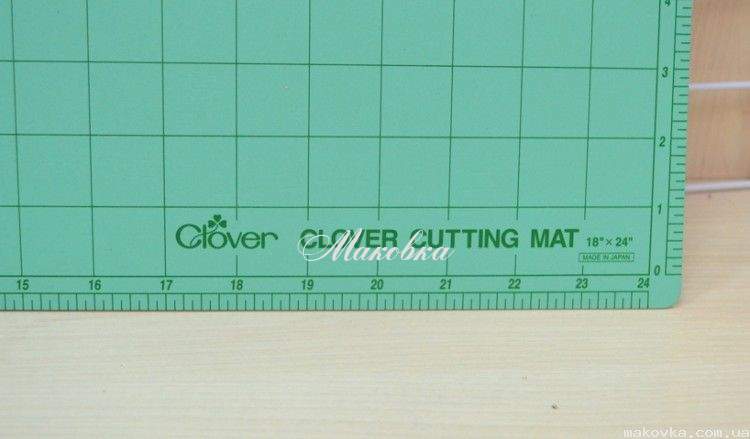 4
3
2
1
0
Clover CLOVER CUTTING MAT 18" × 24"
MADE IN JAPAN
Маковка
15 16 17 18 19 20 21 22 23 24
makovka.com.ua